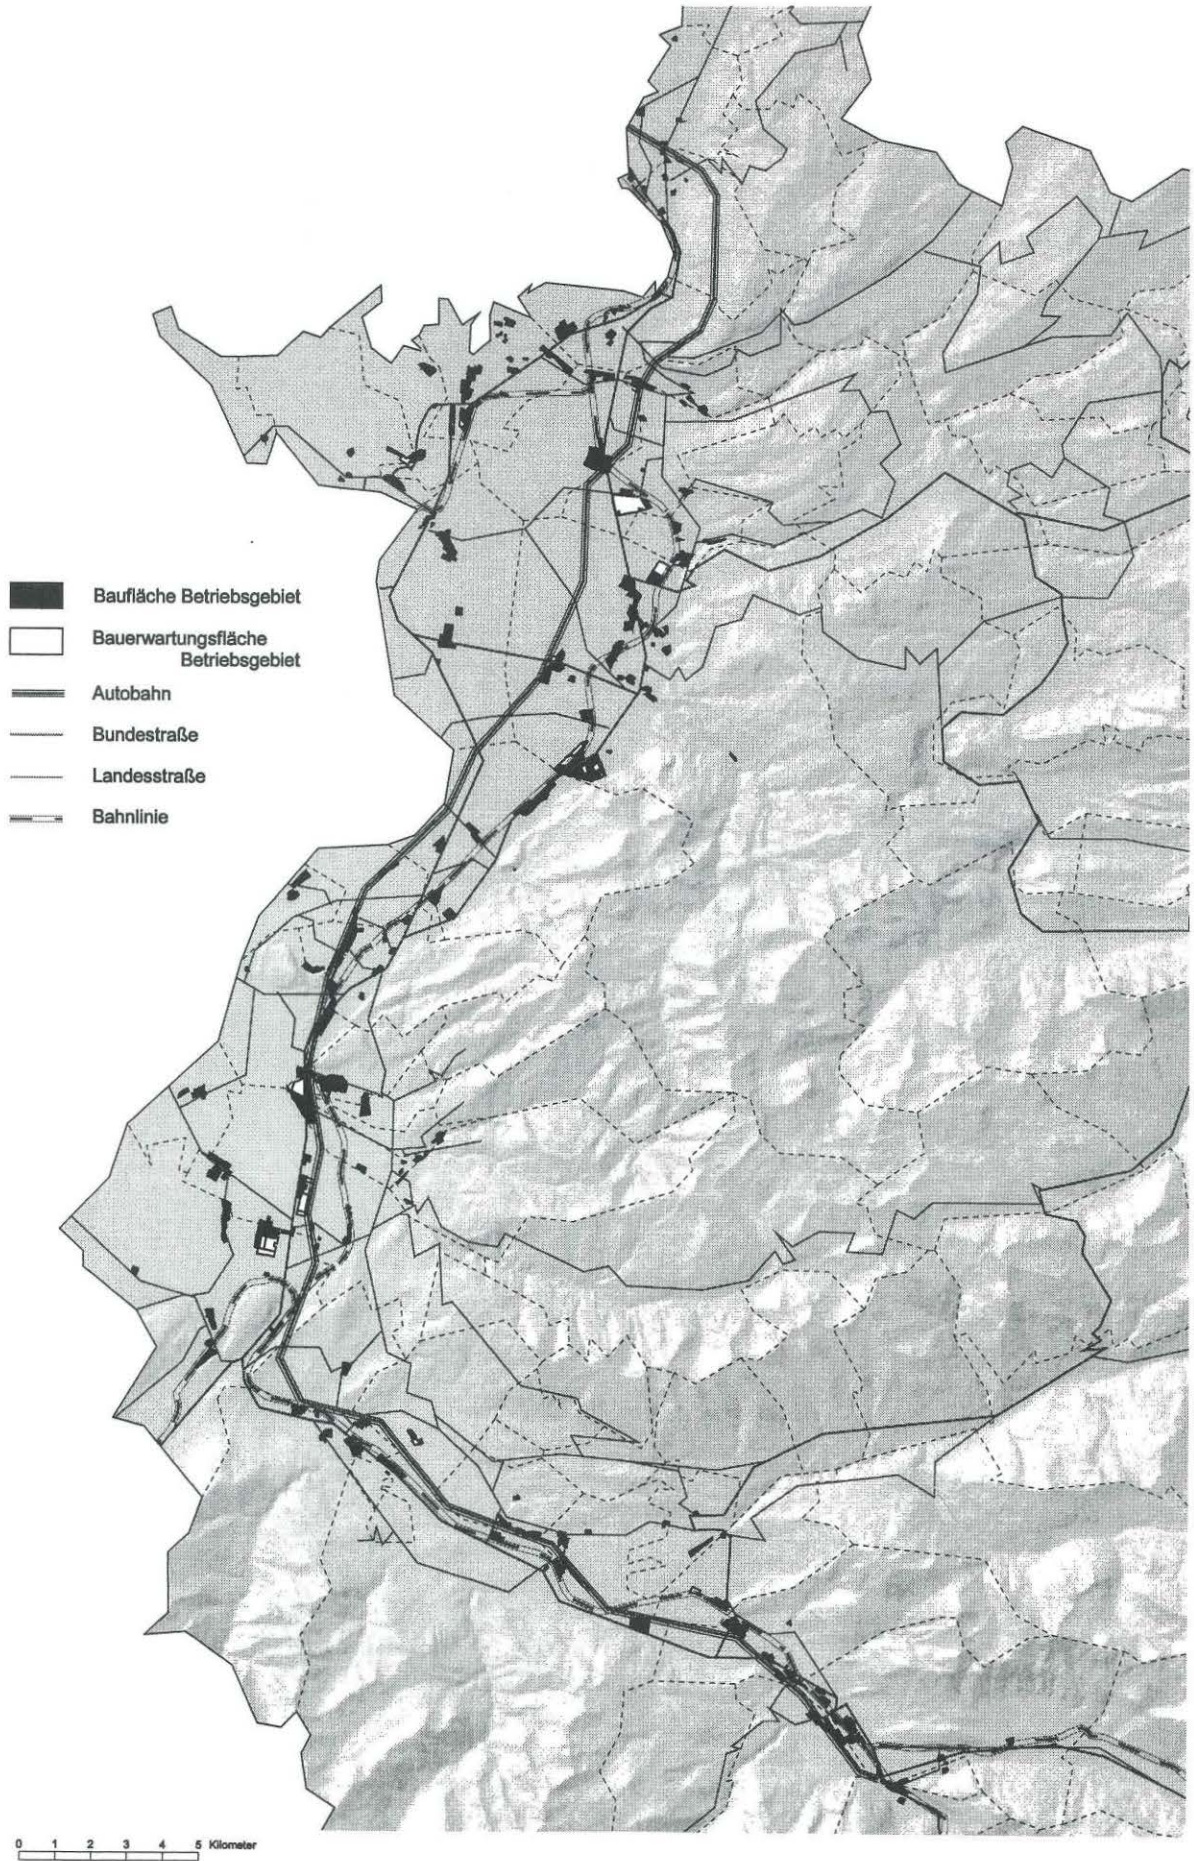 Baufläche Betriebsgebiet
Bauerwartungsfläche
Betriebsgebiet
Autobahn
Bundestraße
Landesstraße
Bahnlinie
0 1 2 3 4 5 Kilometer